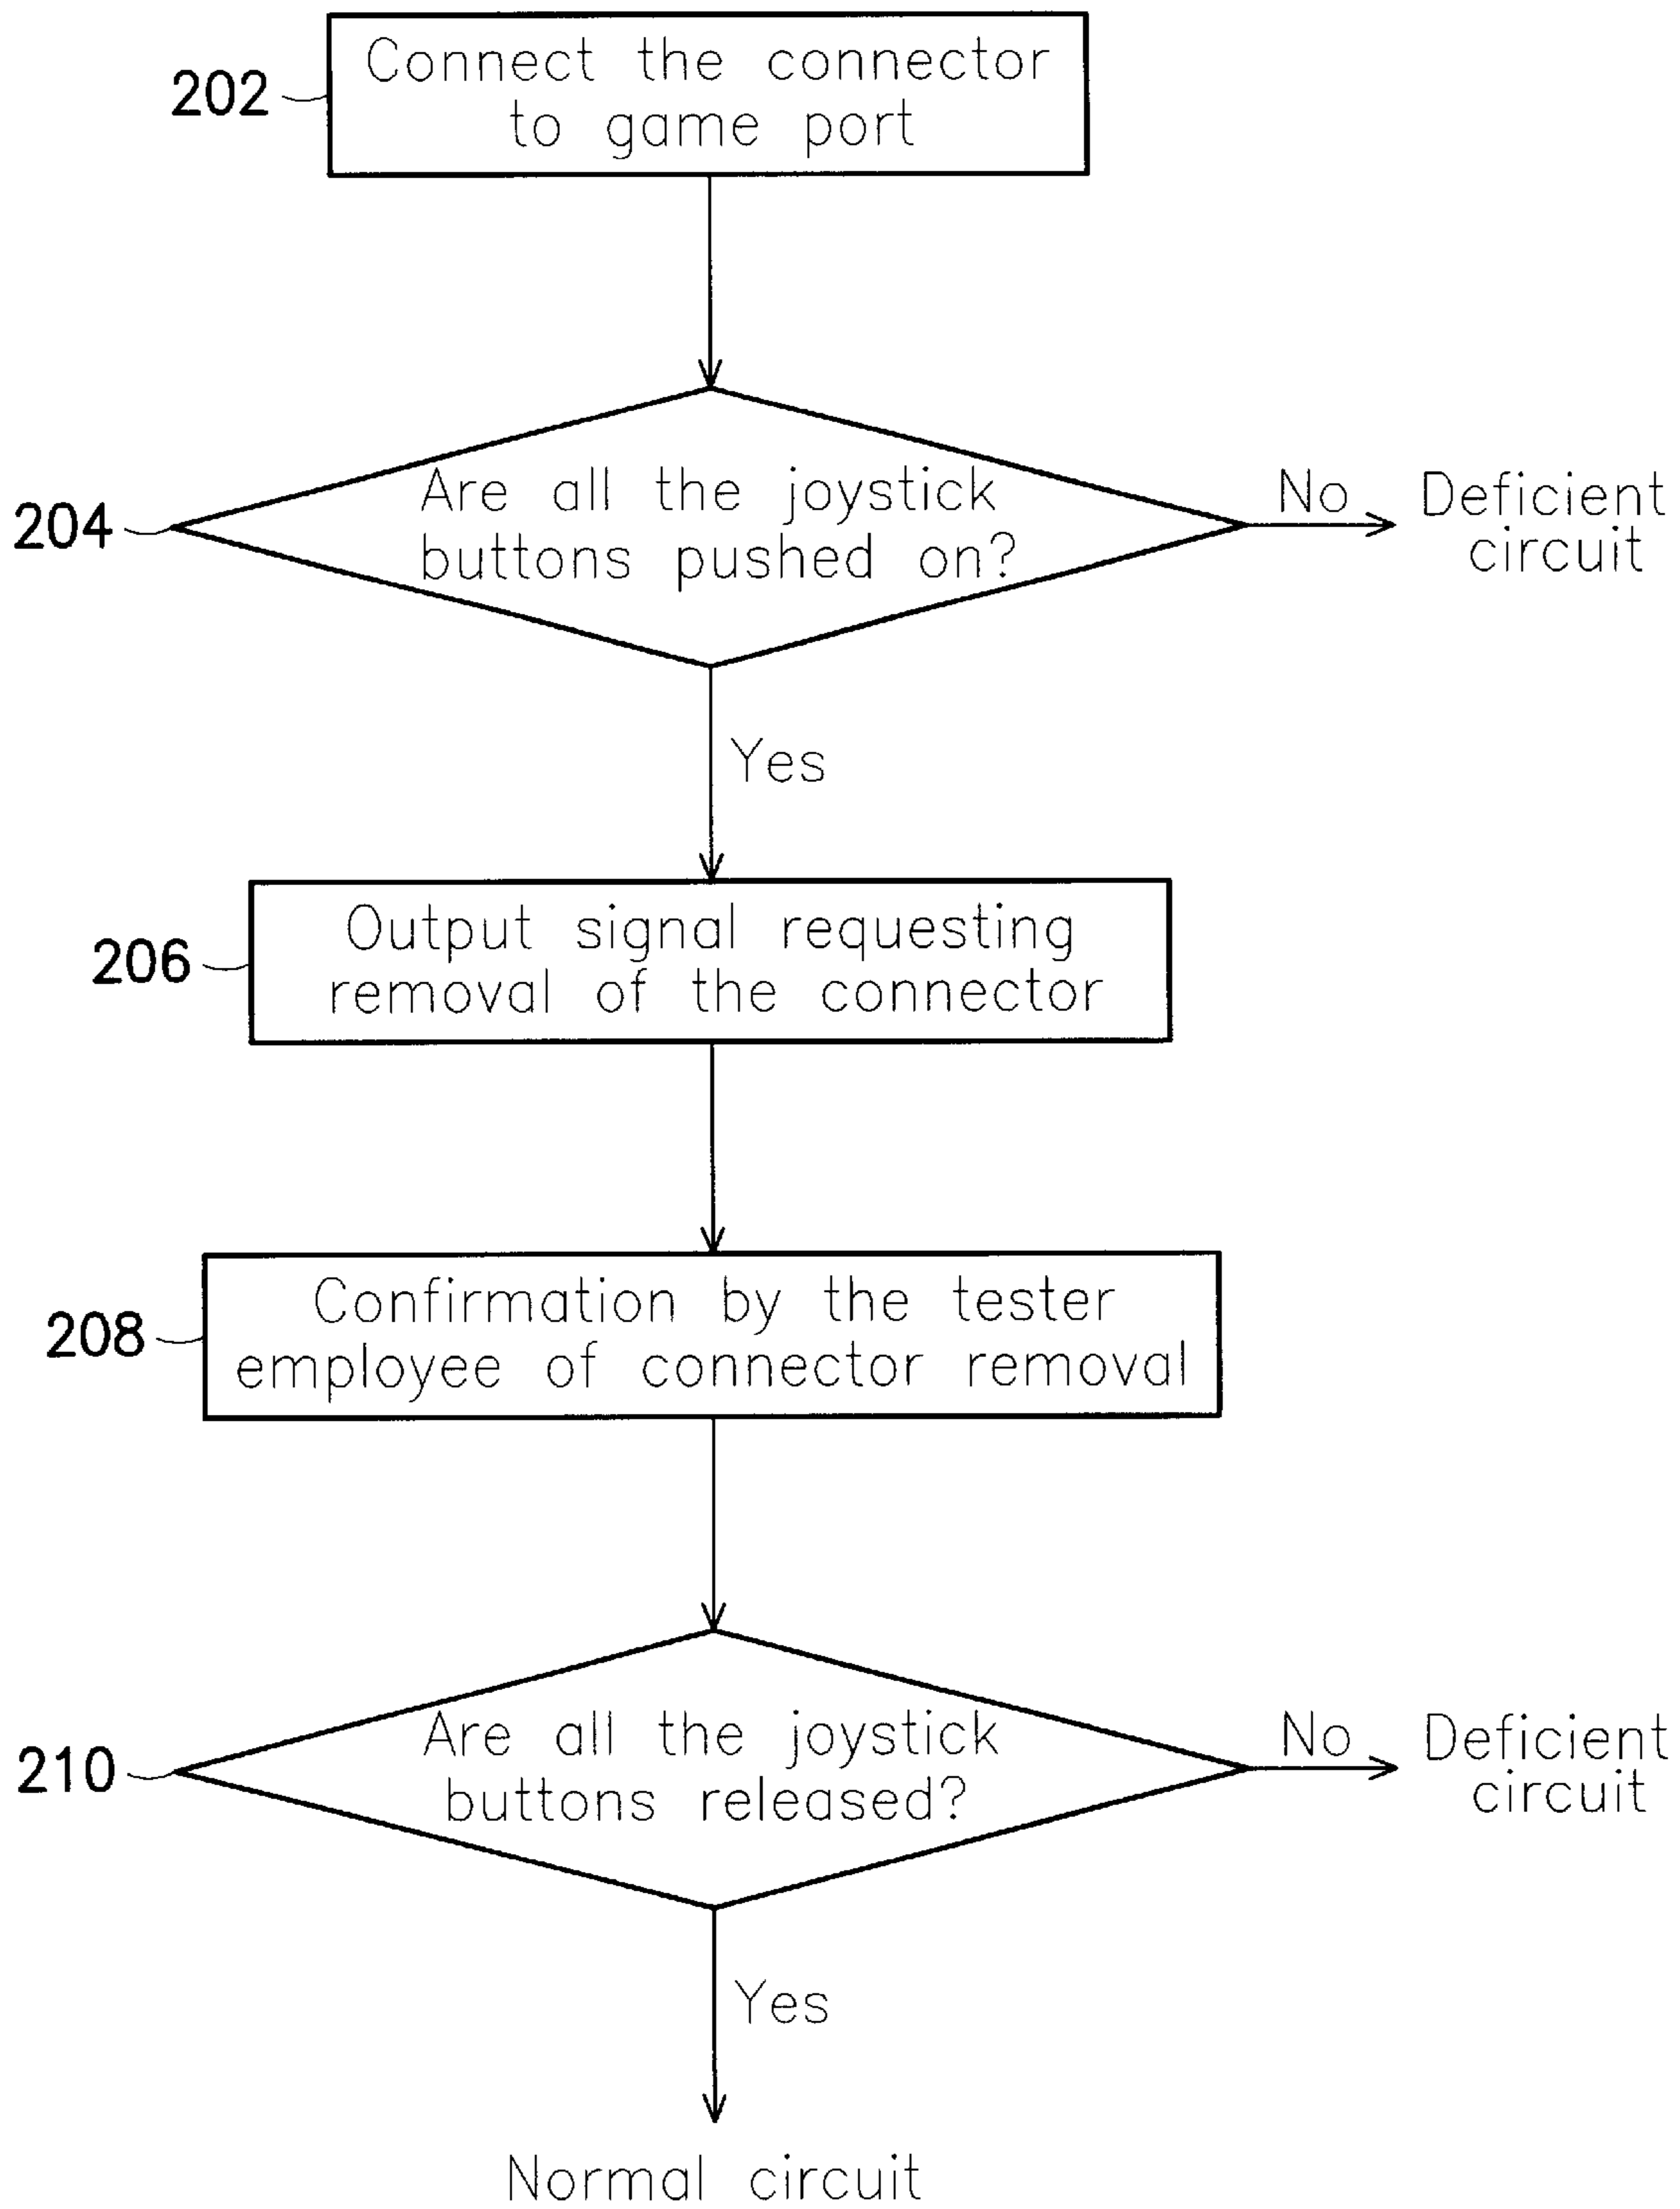 Connect the connector
to game port
202
Are all the joystick
buttons pushed on?
204
No
Deficient
circuit
Yes
Output signal requesting
removal of the connector
206
Confirmation by the tester
employee of connector removal
208
Are all the joystick
buttons released?
210
No
Deficient
circuit
Yes
Normal circuit